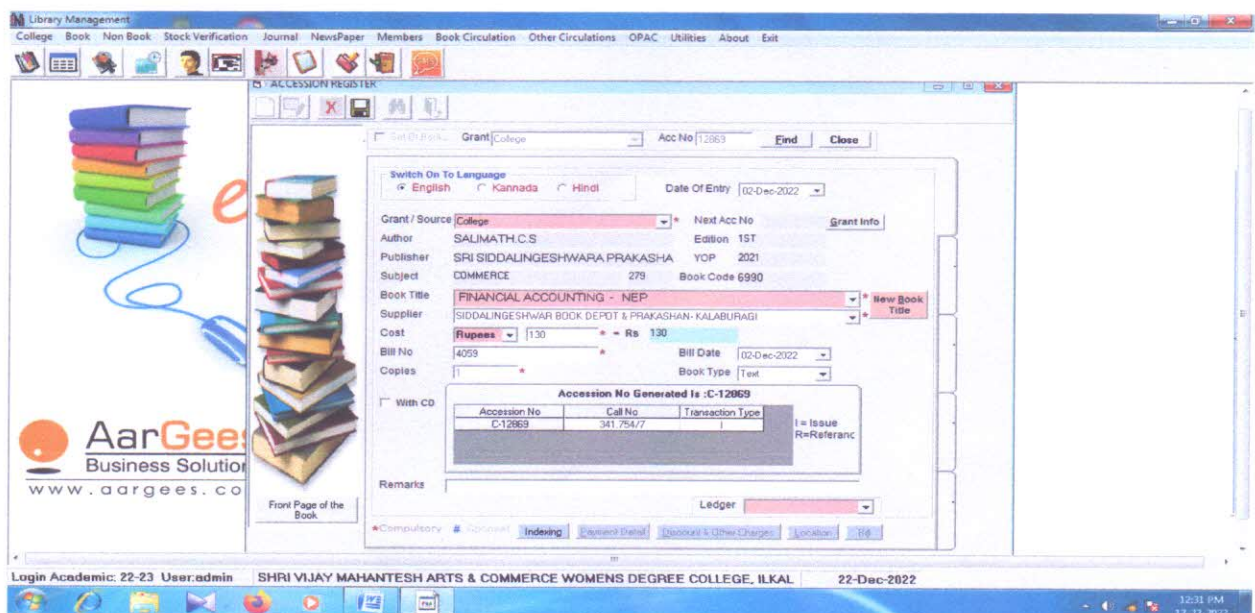 Library Management
College Book Non Book Stock Verification Journal NewsPaper Members Book Circulation Other Circulations OPAC Utilities About Exit
ACCESSION REGISTER
Grant College Acc No 12869 Find Close
Switch On To Language
English Kannada Hindi Date Of Entry 02-Dec-2022
Grant / Source College * Next Acc No Grant Info
Author SALIMATH.C.S Edition 1ST
Publisher SRI SIDDALINGESHWARA PRAKASHA YOP 2021
Subject COMMERCE 279 Book Code 6990
Book Title FINANCIAL ACCOUNTING - NEP * New Book Title
Supplier SIDDALINGESHWAR BOOK DEPOT & PRAKASHAN- KALABURAGI *
Cost Rupees 130 * = Rs 130
Bill No 4059 * Bill Date 02-Dec-2022
Copies 1 * Book Type Text
Accession No Generated Is :C-12869
With CD
Accession No Call No Transaction Type
C-12869 341.754/7 I
I = Issue
R=Referanc
Remarks
Ledger
Front Page of the
Book
*Compulsory # Optional Indexing Payment Detail Discount & Other Charges Location Bill
e
AarGees
Business Solution
www.aargees.co
Login Academic: 22-23 User:admin SHRI VIJAY MAHANTESH ARTS & COMMERCE WOMENS DEGREE COLLEGE, ILKAL 22-Dec-2022
12:31 PM